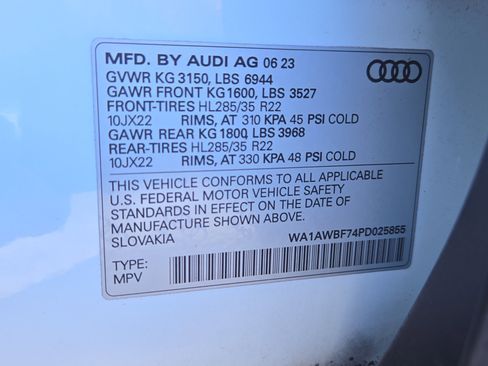 MFD. BY AUDI AG 06 23
GVWR KG 3150, LBS 6944
GAWR FRONT KG1600, LBS 3527
FRONT-TIRES HL285/35 R22
10JX22 RIMS, AT 310 KPA 45 PSI COLD
GAWR REAR KG1800, LBS 3968
REAR-TIRES HL285/35 R22
10JX22 RIMS, AT 330 KPA 48 PSI COLD
THIS VEHICLE CONFORMS TO ALL APPLICABLE
U.S. FEDERAL MOTOR VEHICLE SAFETY
STANDARDS IN EFFECT ON THE DATE OF
MANUFACTURE SHOWN ABOVE.
SLOVAKIA WA1AWBF74PD025855
TYPE:
MPV